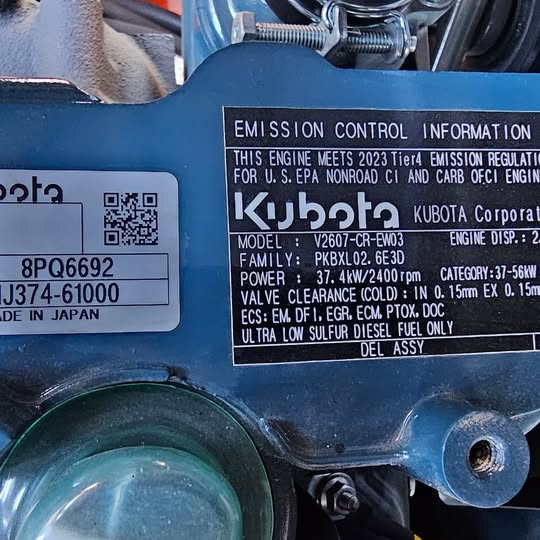 Kubota
8PQ6692
1J374-61000
MADE IN JAPAN
EMISSION CONTROL INFORMATION
THIS ENGINE MEETS 2023 Tier4 EMISSION REGULATIO
FOR U.S. EPA NONROAD CI AND CARB OFCI ENGIN
Kubota KUBOTA Corporat
MODEL : V2607-CR-EW03 ENGINE DISP.: 2.
FAMILY: PKBXL02.6E3D
POWER : 37.4kW/2400rpm CATEGORY:37-56kW
VALVE CLEARANCE(COLD): IN 0.15mm EX 0.15m
ECS: EM. DFI. EGR. ECM. PTOX. DOC
ULTRA LOW SULFUR DIESEL FUEL ONLY
DEL ASSY